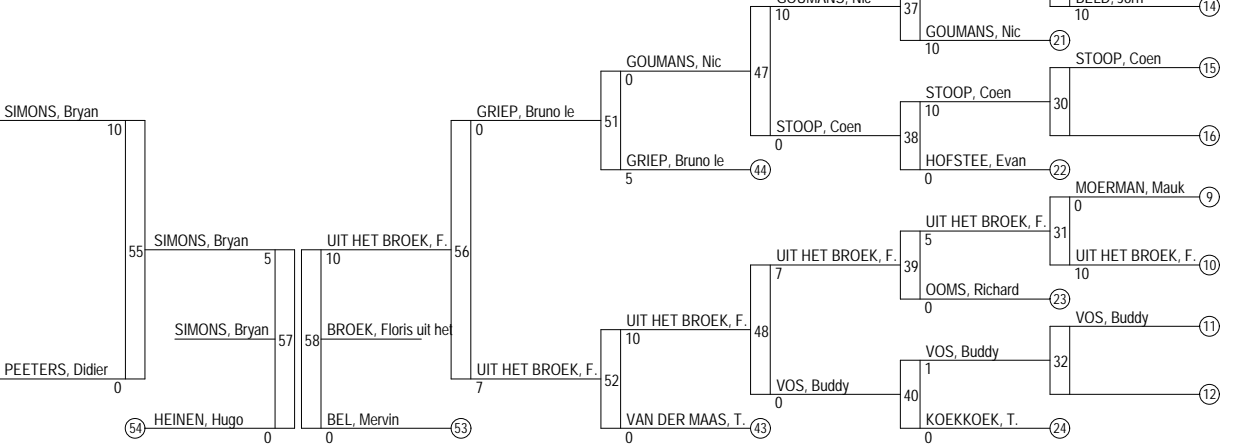 GOUMANS, Nic
10
37
BELD, Jorn
10
14
GOUMANS, Nic
10
21
GOUMANS, Nic
0
47
STOOP, Coen
15
SIMONS, Bryan
10
GRIEP, Bruno le
0
51
STOOP, Coen
10
30
STOOP, Coen
0
38
16
GRIEP, Bruno le
5
44
HOFSTEE, Evan
0
22
MOERMAN, Mauk
0
9
55
SIMONS, Bryan
5
UIT HET BROEK, F.
10
56
UIT HET BROEK, F.
5
31
UIT HET BROEK, F.
7
39
UIT HET BROEK, F.
10
10
OOMS, Richard
0
23
SIMONS, Bryan
57
58
BROEK, Floris uit het
UIT HET BROEK, F.
10
48
VOS, Buddy
11
PEETERS, Didier
0
UIT HET BROEK, F.
7
52
VOS, Buddy
1
32
VOS, Buddy
0
40
12
54
HEINEN, Hugo
0
BEL, Mervin
0
53
VAN DER MAAS, T.
0
43
KOEKKOEK, T.
0
24